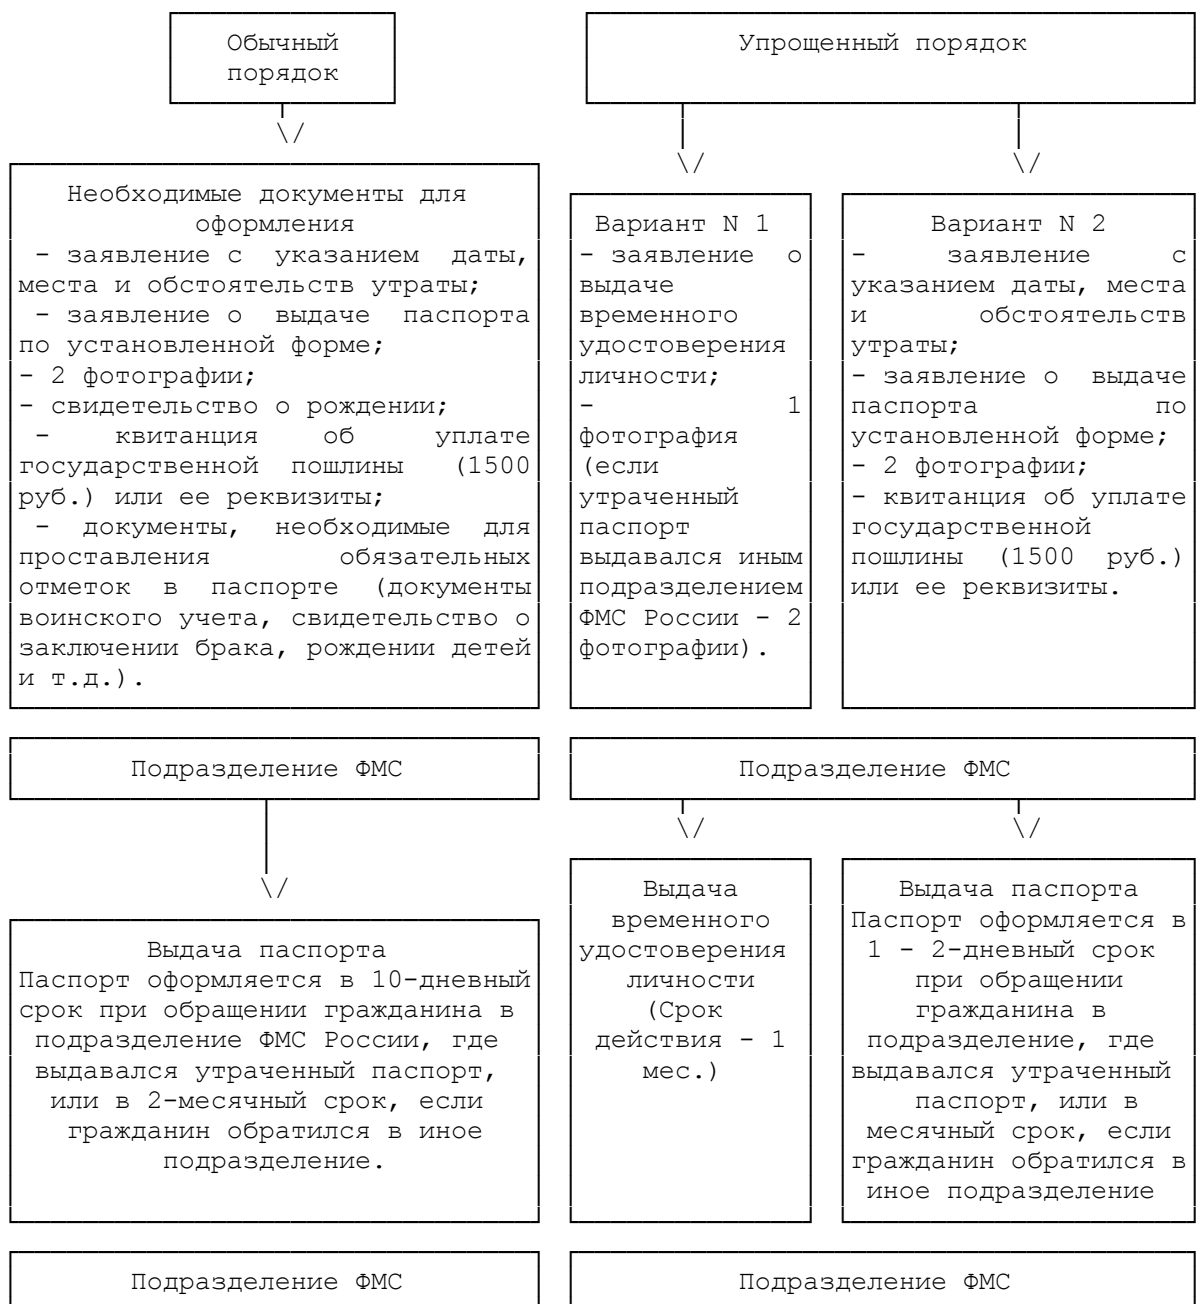 Обычный
порядок
Упрощенный порядок
\/
\/
\/
Необходимые документы для
оформления
- заявление с указанием даты,
места и обстоятельств утраты;
- заявление о выдаче паспорта
по установленной форме;
- 2 фотографии;
- свидетельство о рождении;
- квитанция об уплате
государственной пошлины (1500
руб.) или ее реквизиты;
- документы, необходимые для
проставления обязательных
отметок в паспорте (документы
воинского учета, свидетельство о
заключении брака, рождении детей
и т.д.).
Вариант N 1
- заявление о
выдаче
временного
удостоверения
личности;
- 1
фотография
(если
утраченный
паспорт
выдавался иным
подразделением
ФМС России - 2
фотографии).
Вариант N 2
- заявление с
указанием даты, места
и обстоятельств
утраты;
- заявление о выдаче
паспорта по
установленной форме;
- 2 фотографии;
- квитанция об уплате
государственной
пошлины (1500 руб.)
или ее реквизиты.
Подразделение ФМС
Подразделение ФМС
\/
\/
\/
Выдача паспорта
Паспорт оформляется в 10-дневный
срок при обращении гражданина в
подразделение ФМС России, где
выдавался утраченный паспорт,
или в 2-месячный срок, если
гражданин обратился в иное
подразделение.
Выдача
временного
удостоверения
личности
(Срок
действия - 1
мес.)
Выдача паспорта
Паспорт оформляется в
1 - 2-дневный срок
при обращении
гражданина в
подразделение, где
выдавался утраченный
паспорт, или в
месячный срок, если
гражданин обратился в
иное подразделение
Подразделение ФМС
Подразделение ФМС